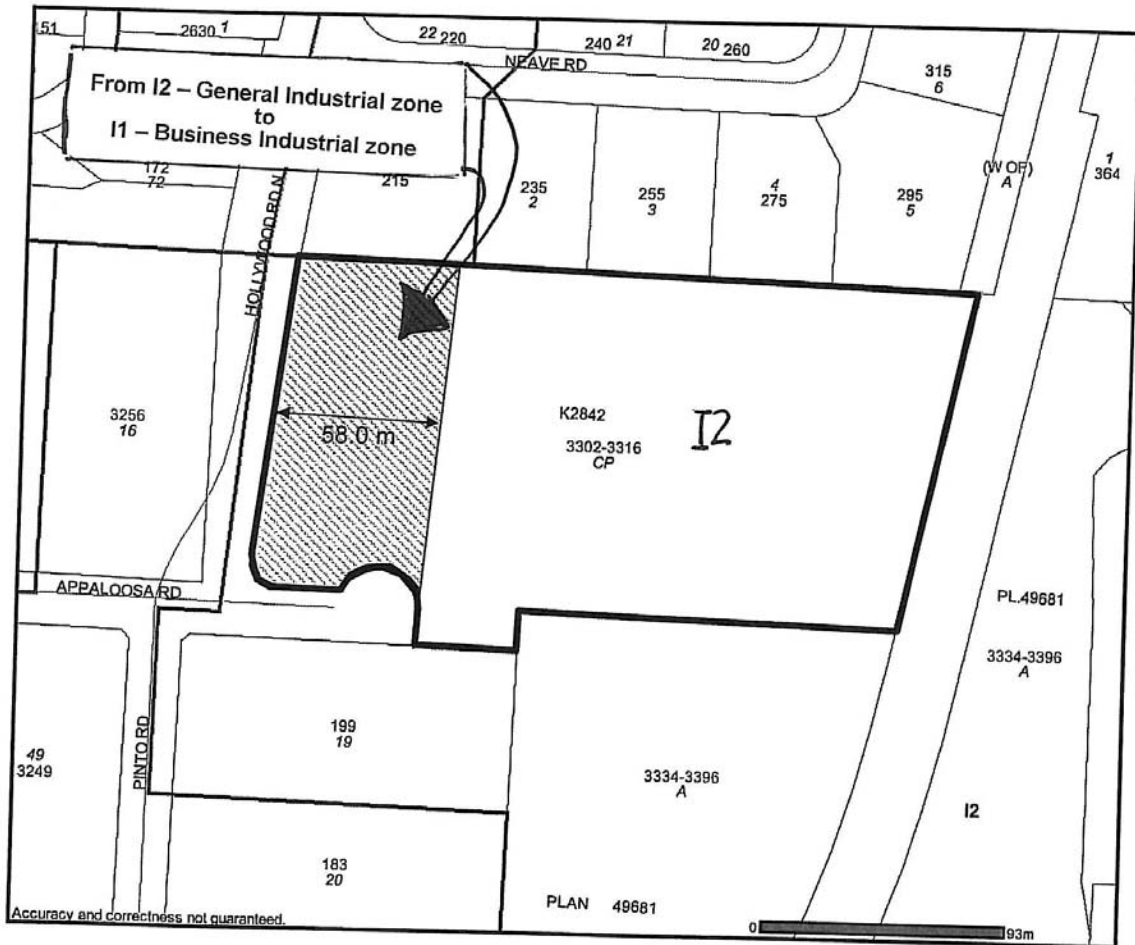 151
2630 1
22 220
240 21
20 260
NEAVE RD
315
6
From I2 – General Industrial zone
to
I1 – Business Industrial zone
172
72
215
235
2
255
3
4
275
295
5
(W OF)
A
1
364
HOLLYWOOD RD N
3256
16
58.0 m
K2842
3302-3316
CP
I2
APPALOOSA RD
PL.49681
3334-3396
A
PINTO RD
49
3249
199
19
3334-3396
A
I2
183
20
PLAN 49681
Accuracy and correctness not guaranteed.
0 93m